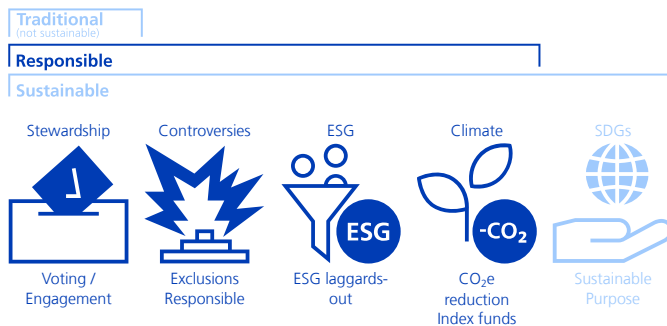 Traditional
(not sustainable)
Responsible
Sustainable
Stewardship
Controversies
ESG
Climate
SDGs
ESG
-CO₂
Voting /
Engagement
Exclusions
Responsible
ESG laggards-
out
CO₂e
reduction
Index funds
Sustainable
Purpose